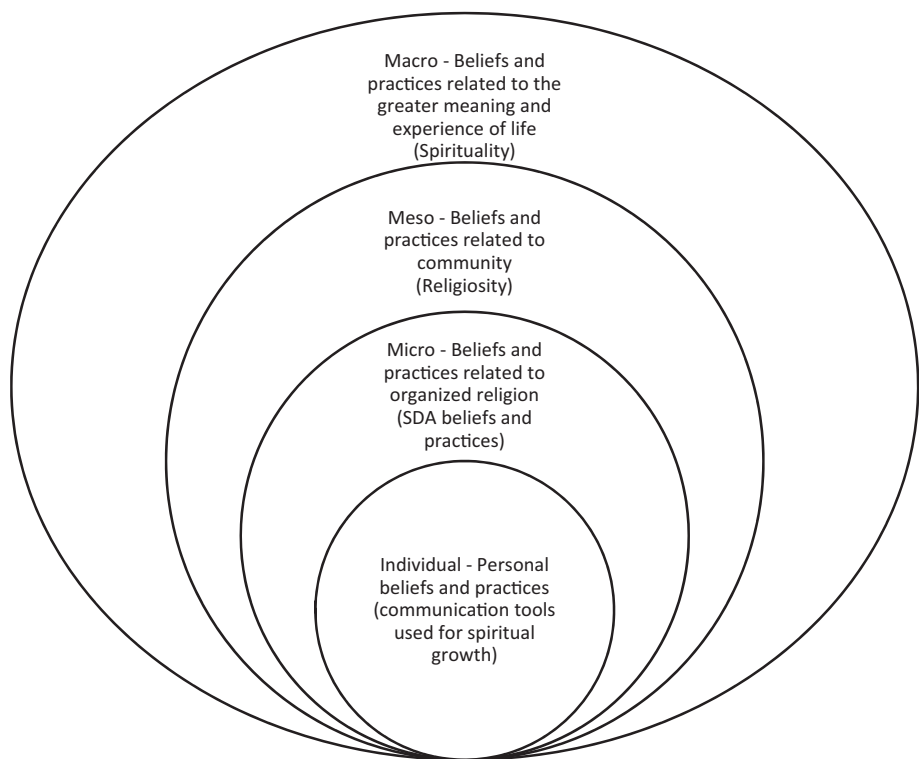 Macro - Beliefs and
practices related to the
greater meaning and
experience of life
(Spirituality)
Meso - Beliefs and
practices related to
community
(Religiosity)
Micro - Beliefs and
practices related to
organized religion
(SDA beliefs and
practices)
Individual - Personal
beliefs and practices
(communication tools
used for spiritual
growth)